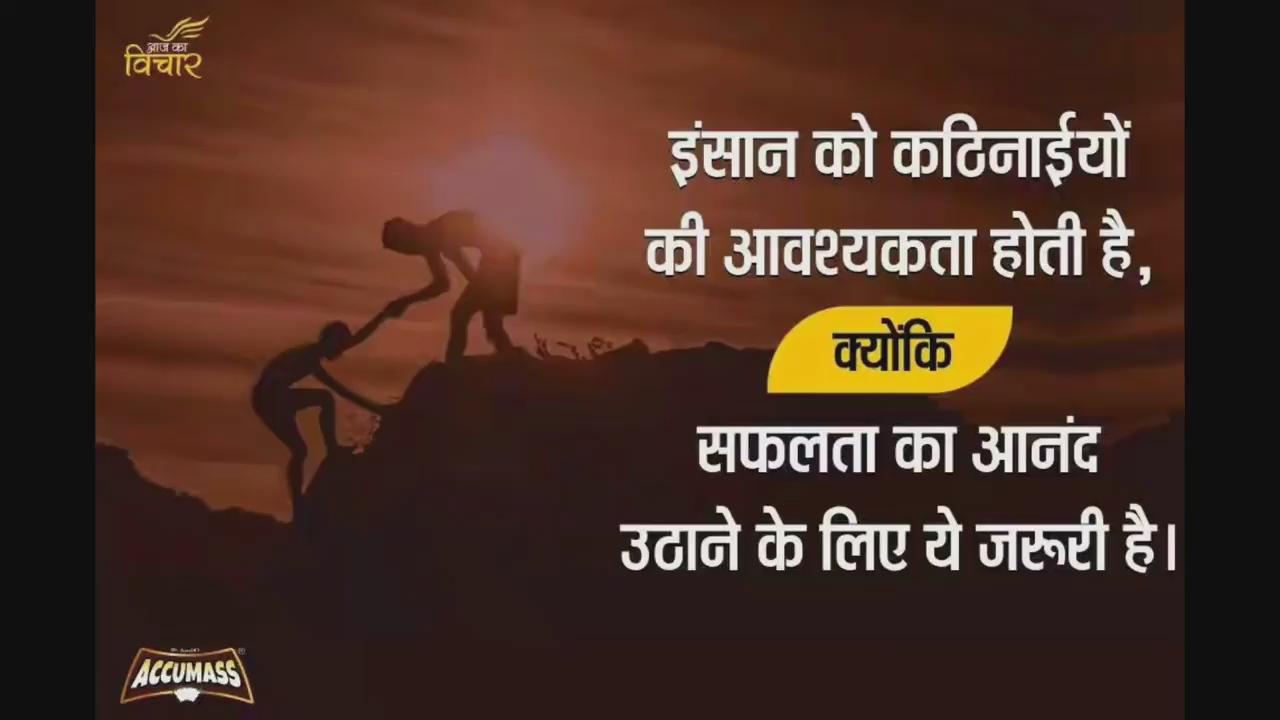 आज का
विचार
इंसान को कठिनाईयों
की आवश्यकता होती है,
क्योंकि
सफलता का आनंद
उठाने के लिए ये जरूरी है।
ACCUMASS